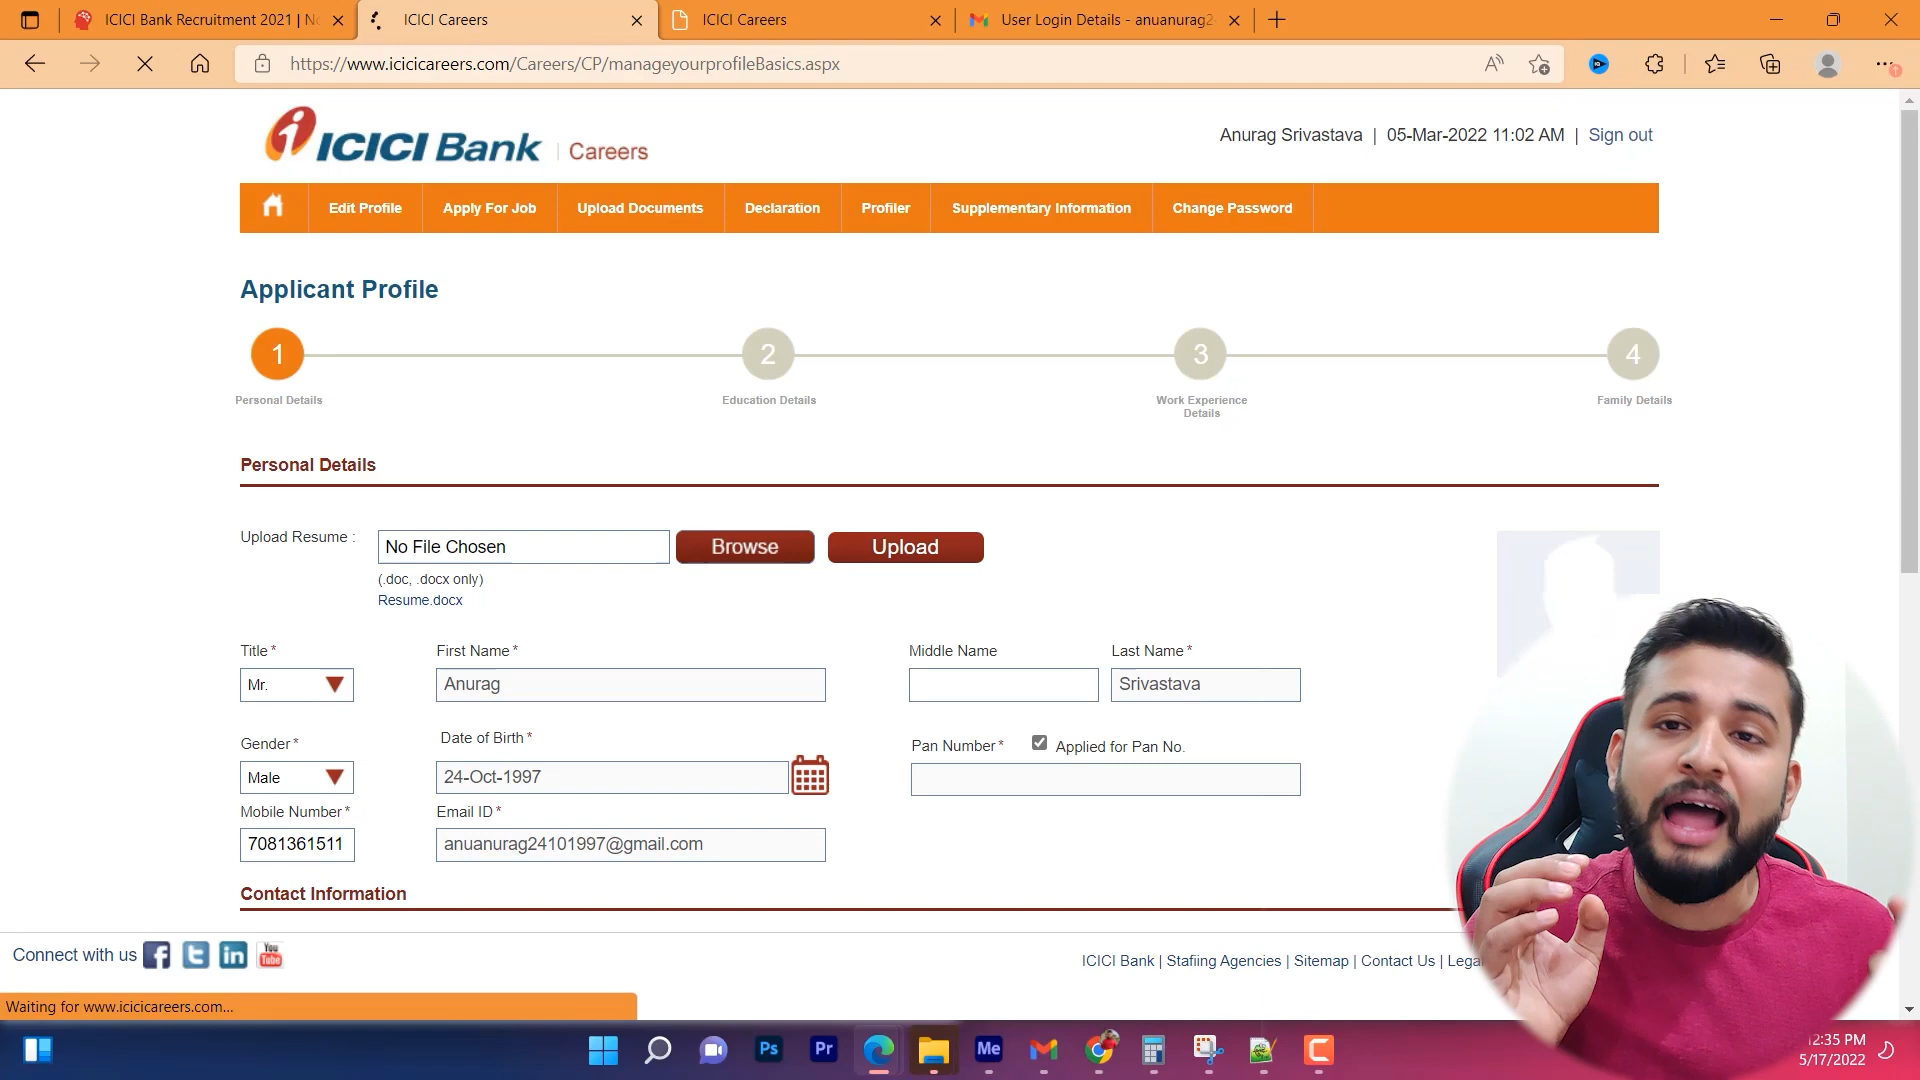 ICICI Bank Recruitment 2021 | N
ICICI Careers
ICICI Careers
User Login Details - anuanurag2
https://www.icicicareers.com/Careers/CP/manageyourprofileBasics.aspx
ICICI Bank | Careers
Anurag Srivastava | 05-Mar-2022 11:02 AM | Sign out
Edit Profile
Apply For Job
Upload Documents
Declaration
Profiler
Supplementary Information
Change Password
Applicant Profile
1
2
3
4
Personal Details
Education Details
Work Experience
Details
Family Details
Personal Details
Upload Resume :
No File Chosen
Browse
Upload
(.doc, .docx only)
Resume.docx
Title *
First Name *
Middle Name
Last Name *
Mr.
Anurag
Srivastava
Gender *
Date of Birth *
Pan Number *
Applied for Pan No.
Male
24-Oct-1997
Mobile Number *
Email ID *
7081361511
anuanurag24101997@gmail.com
Contact Information
Connect with us
You
Tube
ICICI Bank | Stafiing Agencies | Sitemap | Contact Us | Lega
Waiting for www.icicicareers.com...
Ps
Pr
Me
12:35 PM
5/17/2022